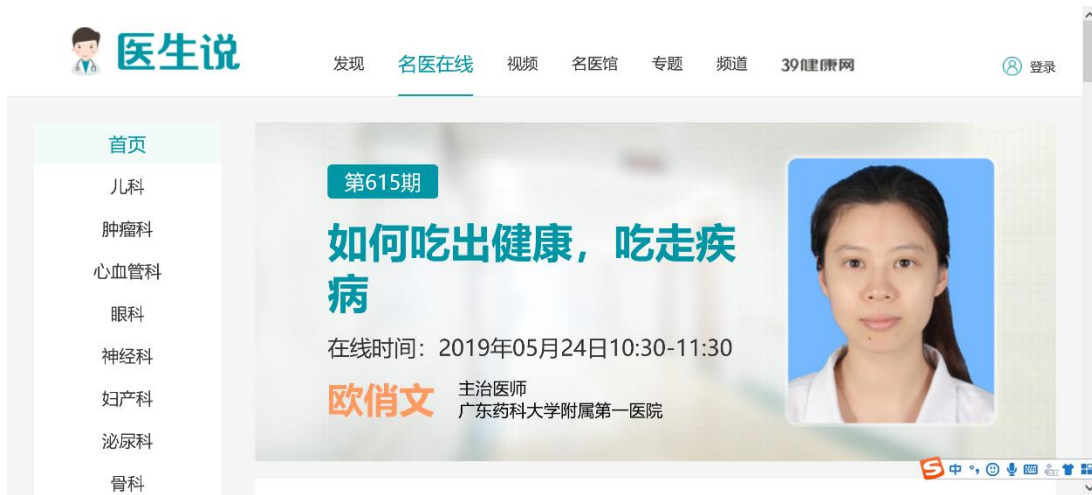 医生说
发现 名医在线 视频 名医馆 专题 频道 39健康网 登录
首页
儿科
肿瘤科
心血管科
眼科
神经科
妇产科
泌尿科
骨科
第615期
如何吃出健康，吃走疾
病
在线时间：2019年05月24日10:30-11:30
欧俏文
主治医师
广东药科大学附属第一医院
中